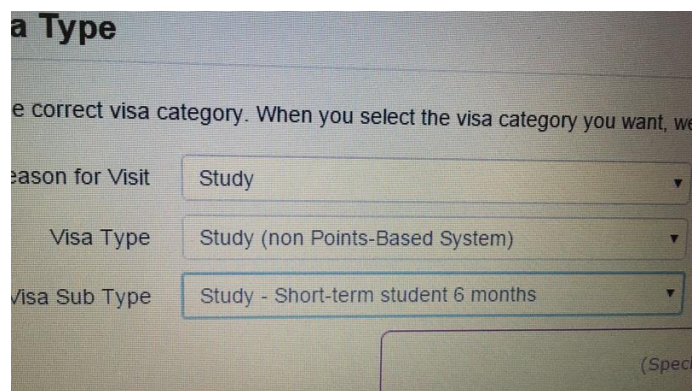 a Type
e correct visa category. When you select the visa category you want, we
eason for Visit Study
Visa Type Study (non Points-Based System)
Visa Sub Type Study - Short-term student 6 months
(Speci